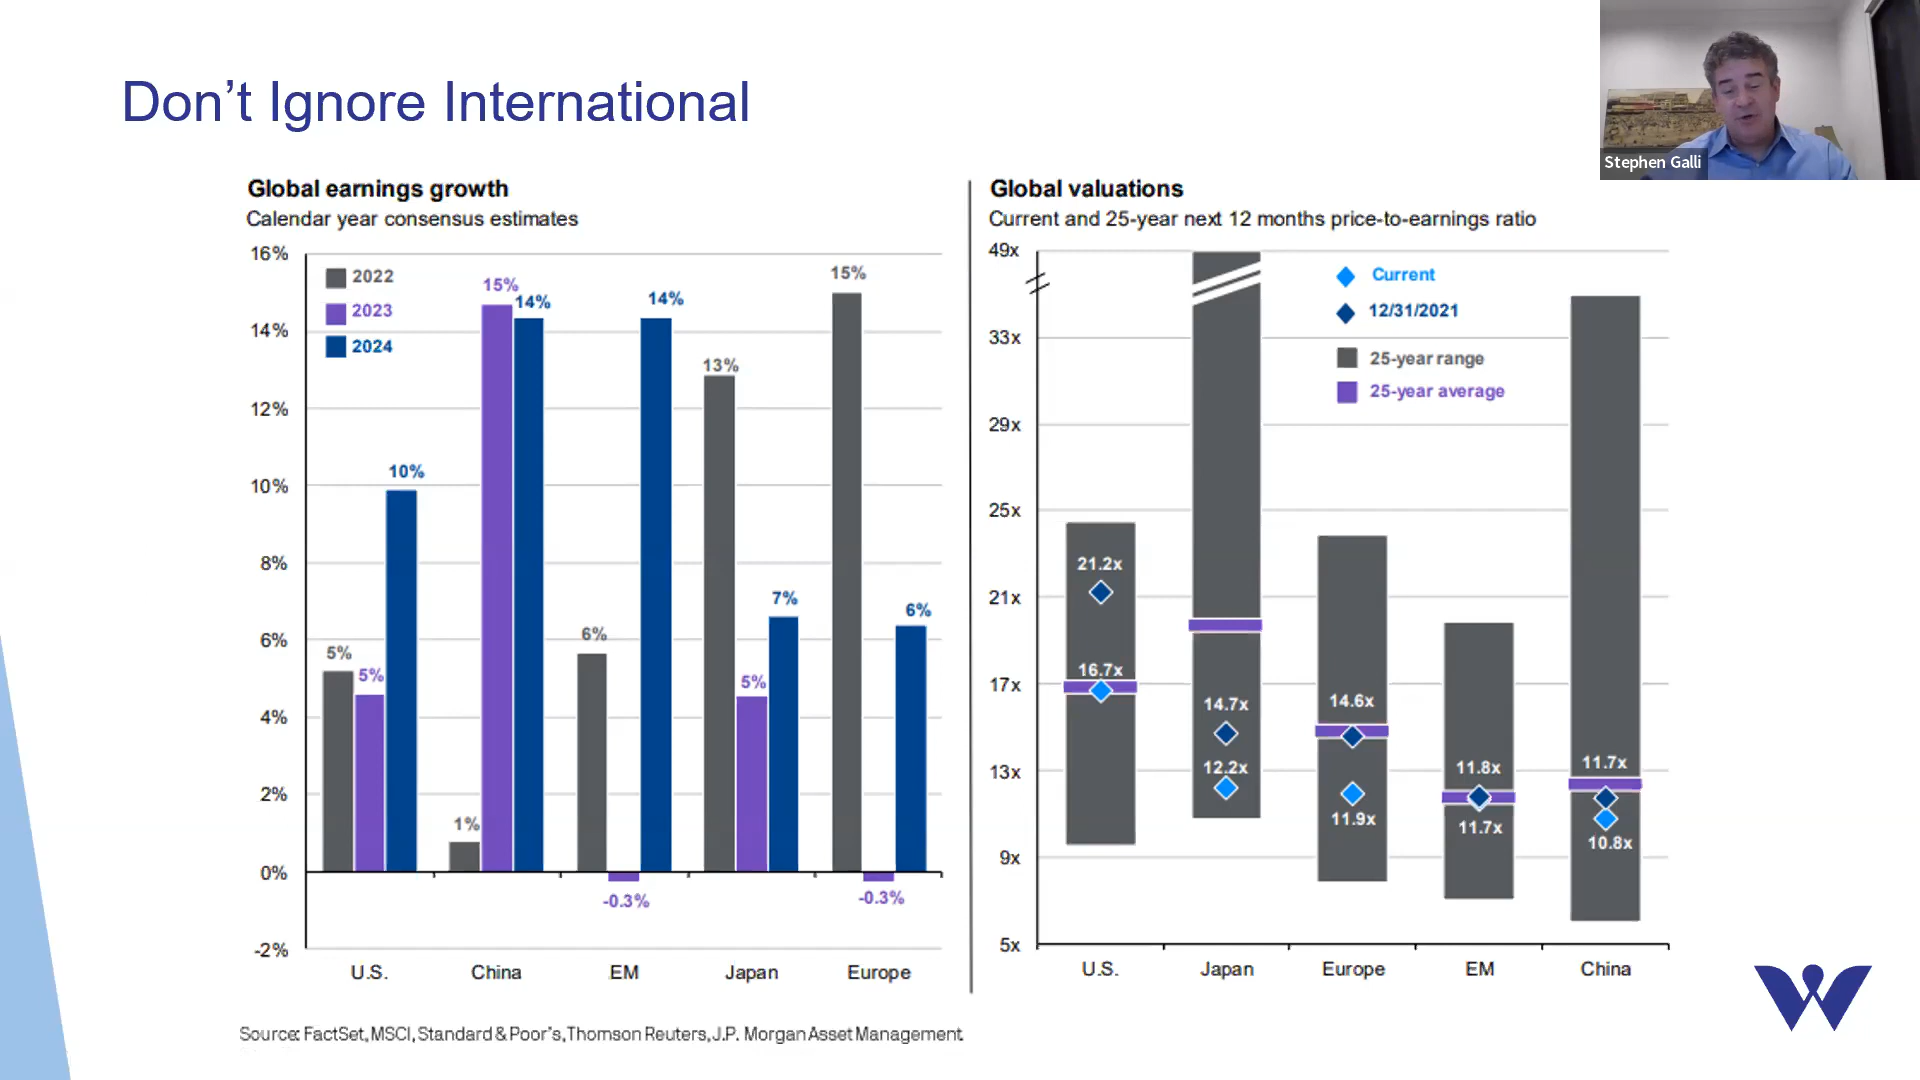 Don't Ignore International
Stephen Galli
Global earnings growth
Calendar year consensus estimates
16%
14%
12%
10%
8%
6%
4%
2%
0%
-2%
2022
2023
2024
5%
5%
10%
1%
15%
14%
6%
-0.3%
14%
13%
5%
7%
15%
-0.3%
6%
U.S.
China
EM
Japan
Europe
Global valuations
Current and 25-year next 12 months price-to-earnings ratio
49x
33x
29x
25x
21x
17x
13x
9x
5x
Current
12/31/2021
25-year range
25-year average
21.2x
16.7x
14.7x
12.2x
14.6x
11.9x
11.8x
11.7x
11.7x
10.8x
U.S.
Japan
Europe
EM
China
Source: FactSet, MSCI, Standard & Poor's, Thomson Reuters, J.P. Morgan Asset Management